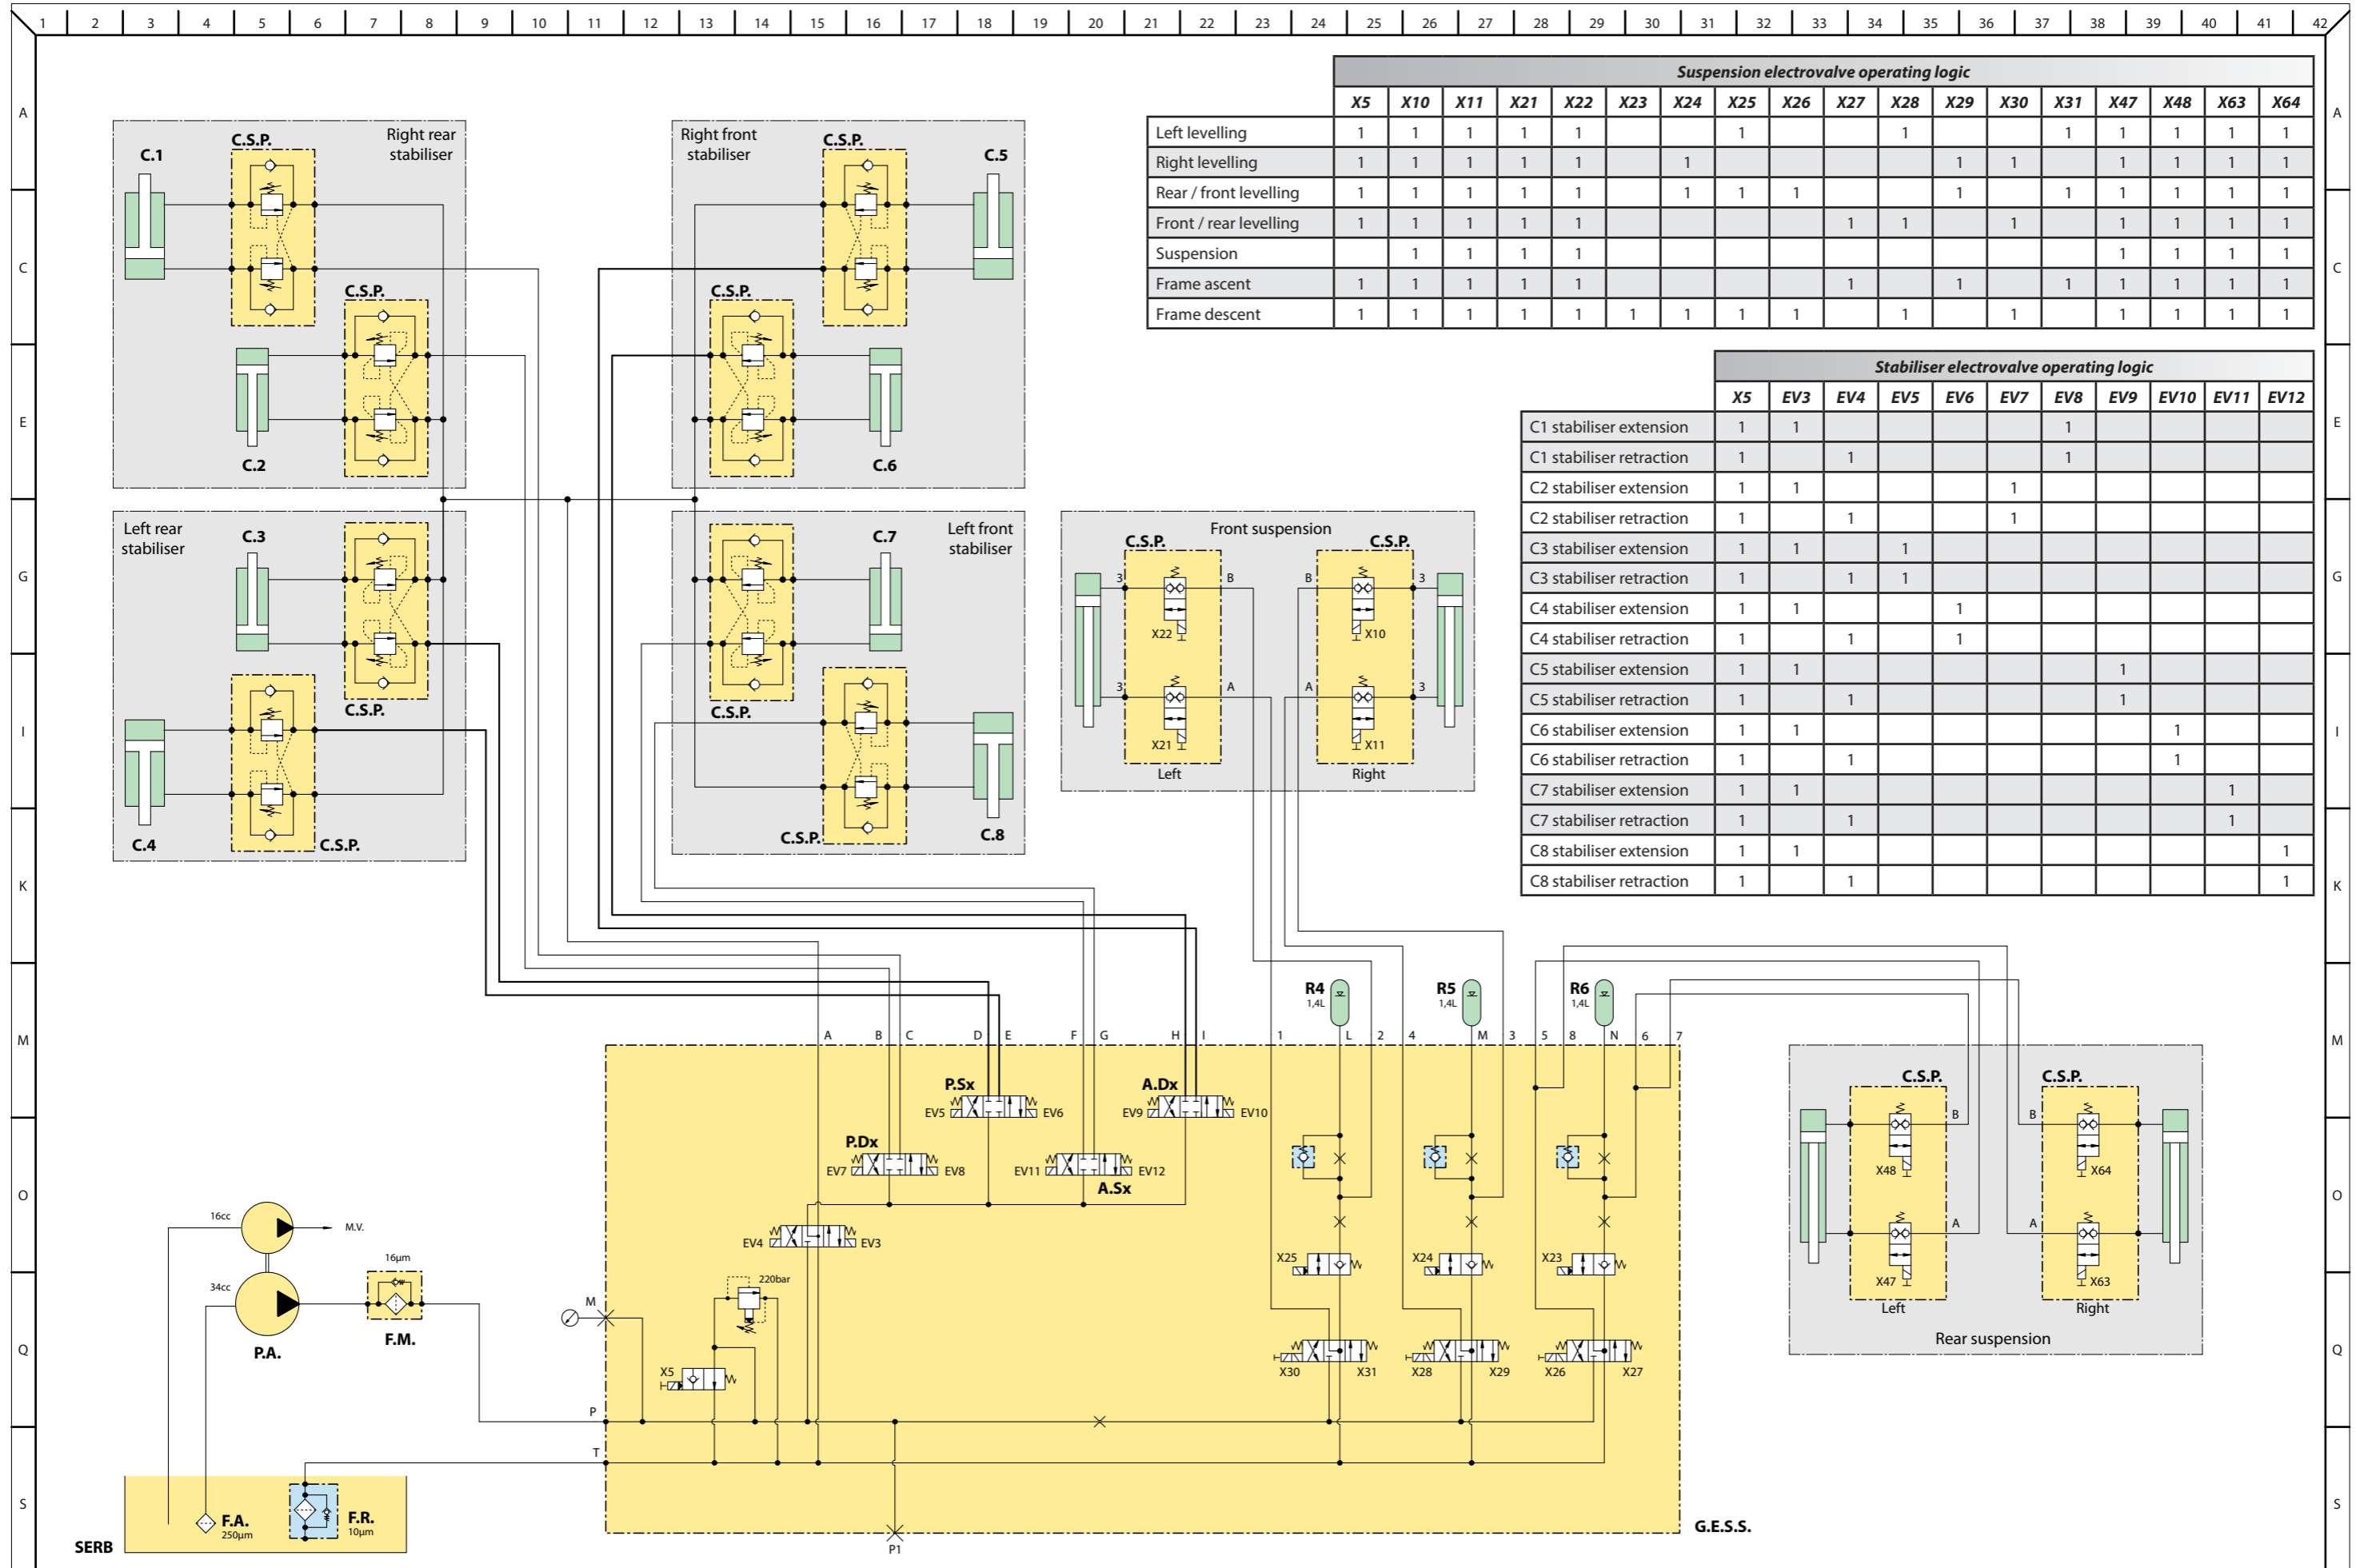 1 2 3 4 5 6 7 8 9 10 11 12 13 14 15 16 17 18 19 20 21 22 23 24 25 26 27 28 29 30 31 32 33 34 35 36 37 38 39 40 41 42
A C E G I K M O Q S
A C E G I K M O Q S
Suspension electrovalve operating logic
X5 X10 X11 X21 X22 X23 X24 X25 X26 X27 X28 X29 X30 X31 X47 X48 X63 X64
Left levelling 1 1 1 1 1 1 1 1 1 1 1 1
Right levelling 1 1 1 1 1 1 1 1 1 1 1 1
Rear / front levelling 1 1 1 1 1 1 1 1 1 1 1 1 1 1
Front / rear levelling 1 1 1 1 1 1 1 1 1 1 1 1
Suspension 1 1 1 1 1 1 1 1
Frame ascent 1 1 1 1 1 1 1 1 1 1 1 1
Frame descent 1 1 1 1 1 1 1 1 1 1 1 1 1 1 1
Stabiliser electrovalve operating logic
X5 EV3 EV4 EV5 EV6 EV7 EV8 EV9 EV10 EV11 EV12
C1 stabiliser extension 1 1 1
C1 stabiliser retraction 1 1 1
C2 stabiliser extension 1 1 1
C2 stabiliser retraction 1 1 1
C3 stabiliser extension 1 1 1
C3 stabiliser retraction 1 1 1
C4 stabiliser extension 1 1 1
C4 stabiliser retraction 1 1 1
C5 stabiliser extension 1 1 1
C5 stabiliser retraction 1 1 1
C6 stabiliser extension 1 1 1
C6 stabiliser retraction 1 1 1
C7 stabiliser extension 1 1 1
C7 stabiliser retraction 1 1 1
C8 stabiliser extension 1 1 1
C8 stabiliser retraction 1 1 1
Right rear
stabiliser
C.1
C.S.P.
C.S.P.
C.2
Right front
stabiliser
C.S.P.
C.5
C.S.P.
C.6
Left rear
stabiliser
C.3
C.S.P.
C.4
C.S.P.
Left front
stabiliser
C.7
C.S.P.
C.S.P.
C.8
Front suspension
C.S.P. C.S.P.
3 B B 3
X22 X10
3 A A 3
X21 X11
Left Right
R4
1,4L
R5
1,4L
R6
1,4L
A B C D E F G H I 1 L 2 4 M 3 5 8 N 6 7
P.Sx
EV5 EV6
A.Dx
EV9 EV10
P.Dx
EV7 EV8
EV11 EV12
A.Sx
EV4 EV3
X25 X24 X23
220bar
M
X5
X30 X31 X28 X29 X26 X27
P
T
P1
G.E.S.S.
16cc
M.V.
34cc
16µm
P.A.
F.M.
F.A.
250µm
F.R.
10µm
SERB
C.S.P. C.S.P.
B B
X48 X64
A A
X47 X63
Left Right
Rear suspension